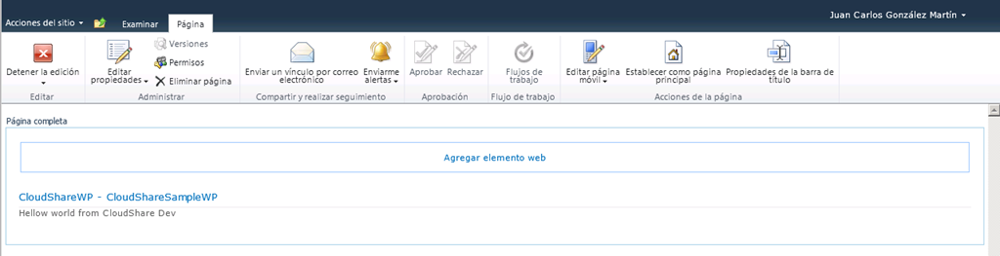 Acciones del sitio
Examinar
Página
Juan Carlos González Martín
Detener la edición
Editar
propiedades
Versiones
Permisos
Eliminar página
Enviar un vínculo por correo
electrónico
Enviarme
alertas
Aprobar
Rechazar
Flujos de
trabajo
Editar página
móvil
Establecer como página
principal
Propiedades de la barra de
título
Editar
Administrar
Compartir y realizar seguimiento
Aprobación
Flujo de trabajo
Acciones de la página
Página completa
Agregar elemento web
CloudShareWP - CloudShareSampleWP
Hellow world from CloudShare Dev